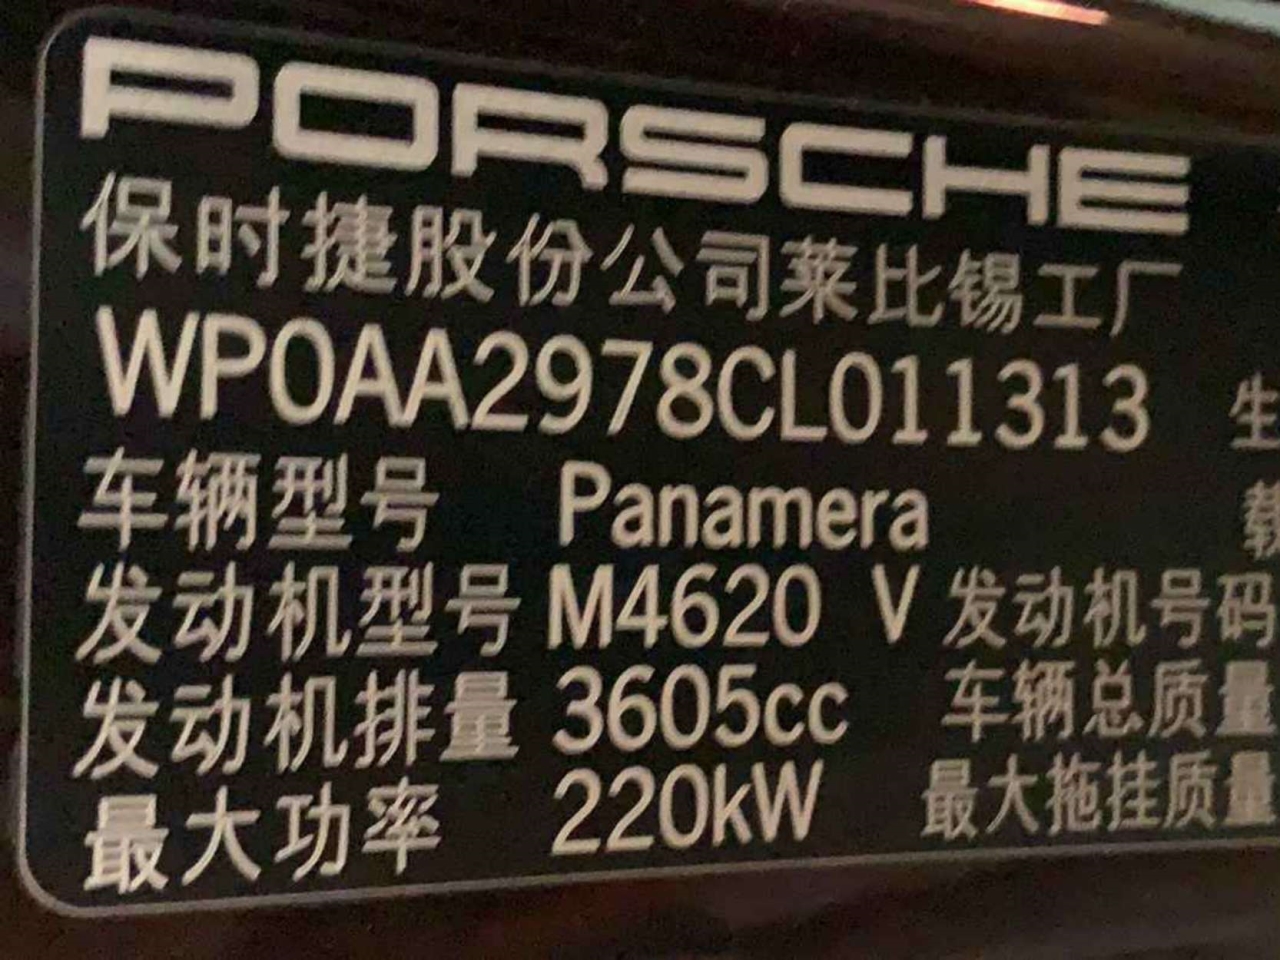 PORSCHE
保时捷股份公司莱比锡工厂
WP0AA2978CL011313 生
车辆型号 Panamera
发动机型号 M4620 V 发动机号码
发动机排量 3605cc 车辆总质量
最大功率 220kW 最大拖挂质量